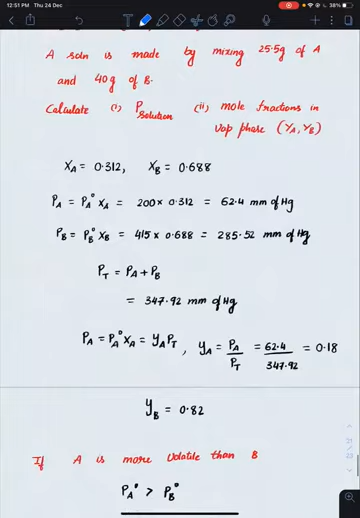 12:51 PM Thu 24 Dec
A soln is made by mixing 25.5g of A
and 40g of B.
Calculate (i) Psolution (ii) mole fractions in
vap phase (YA, YB)
XA = 0.312, XB = 0.688
PA = PA° XA = 200 × 0.312 = 62.4 mm of Hg
PB = PB° XB = 415 × 0.688 = 285.52 mm of Hg
PT = PA + PB
= 347.92 mm of Hg
PA = PA° XA = yA PT , yA = PA / PT = 62.4 / 347.92 = 0.18
yB = 0.82
If A is more volatile than B
PA° > PB°